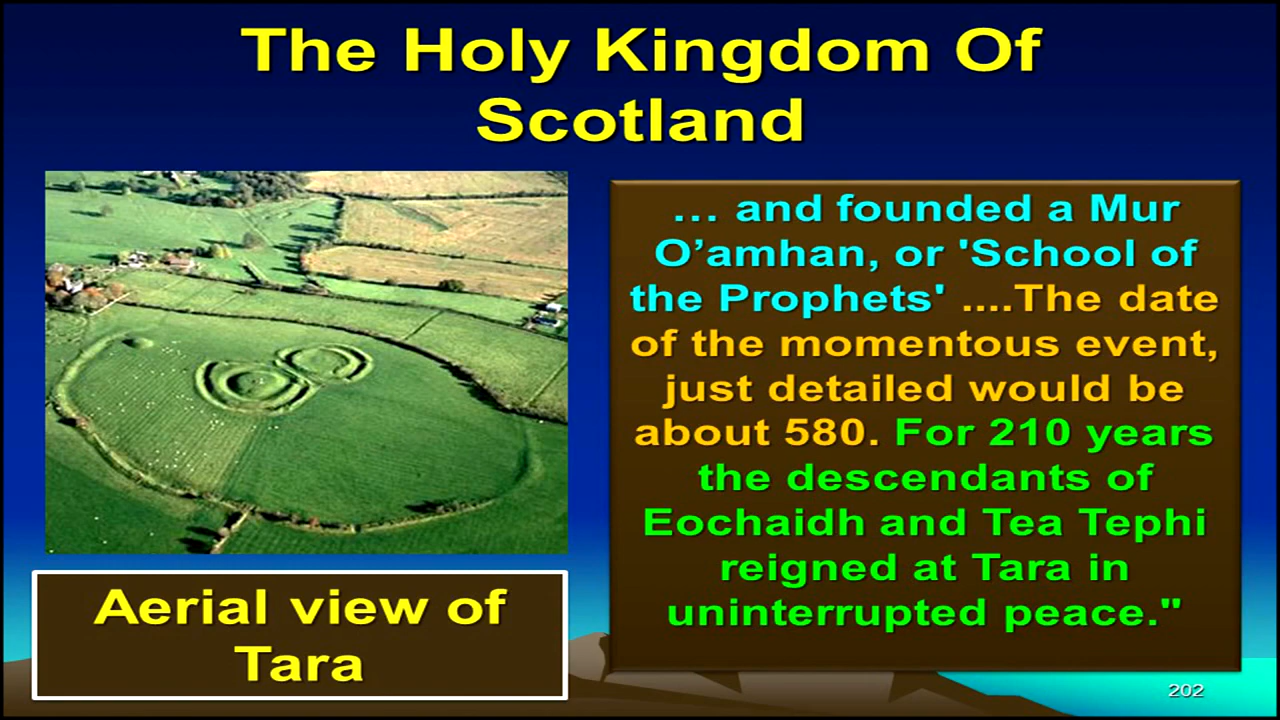 The Holy Kingdom Of
Scotland
… and founded a Mur
O’amhan, or 'School of
the Prophets' ....The date
of the momentous event,
just detailed would be
about 580. For 210 years
the descendants of
Eochaidh and Tea Tephi
reigned at Tara in
uninterrupted peace."
Aerial view of
Tara
202